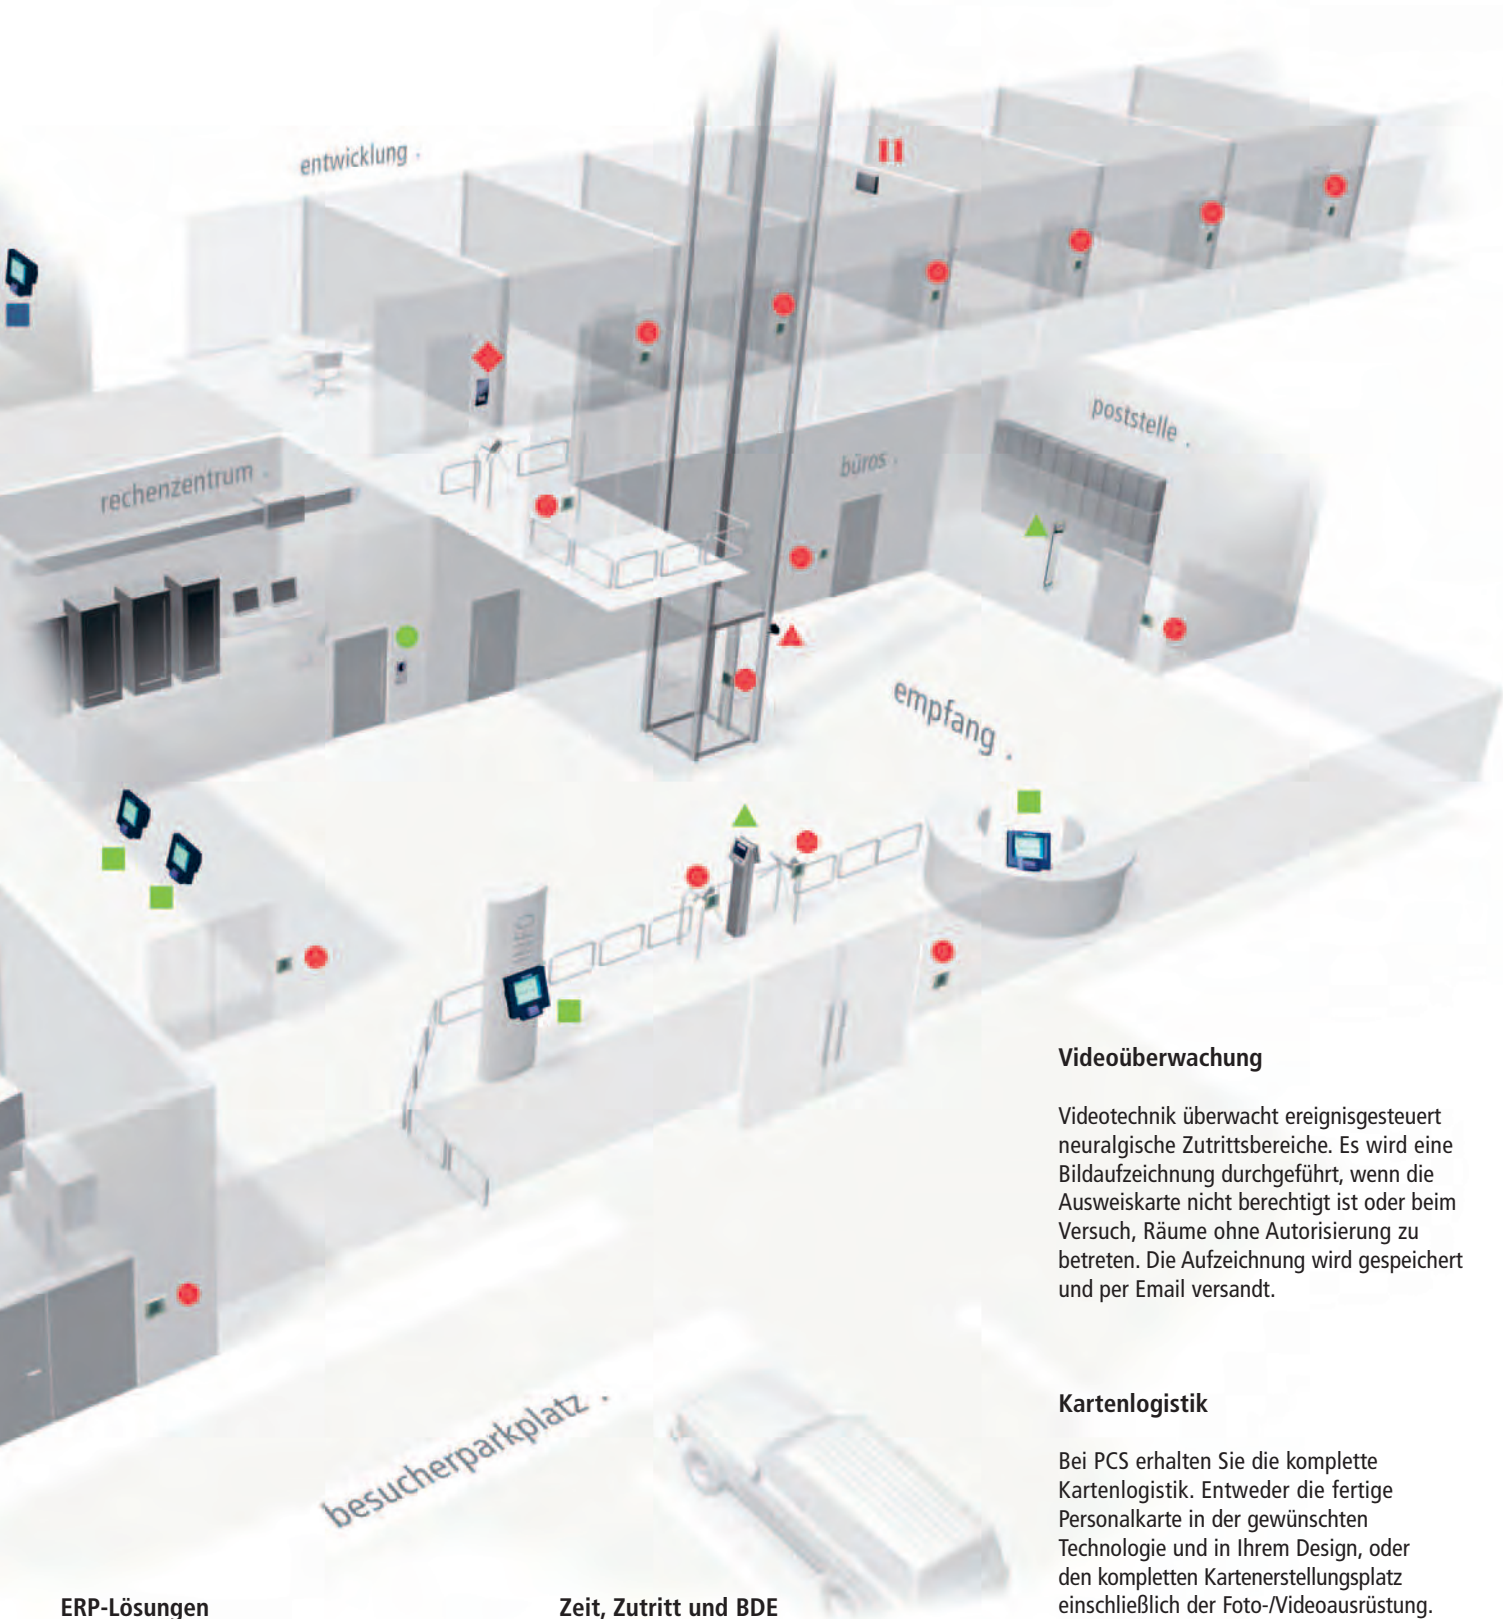 entwicklung .
poststelle .
büros .
rechenzentrum .
empfang .
INFO
besucherparkplatz .
Videoüberwachung
Videotechnik überwacht ereignisgesteuert
neuralgische Zutrittsbereiche. Es wird eine
Bildaufzeichnung durchgeführt, wenn die
Ausweiskarte nicht berechtigt ist oder beim
Versuch, Räume ohne Autorisierung zu
betreten. Die Aufzeichnung wird gespeichert
und per Email versandt.
Kartenlogistik
Bei PCS erhalten Sie die komplette
Kartenlogistik. Entweder die fertige
Personalkarte in der gewünschten
Technologie und in Ihrem Design, oder
den kompletten Kartenerstellungsplatz
einschließlich der Foto-/Videoausrüstung.
ERP-Lösungen
Zeit, Zutritt und BDE